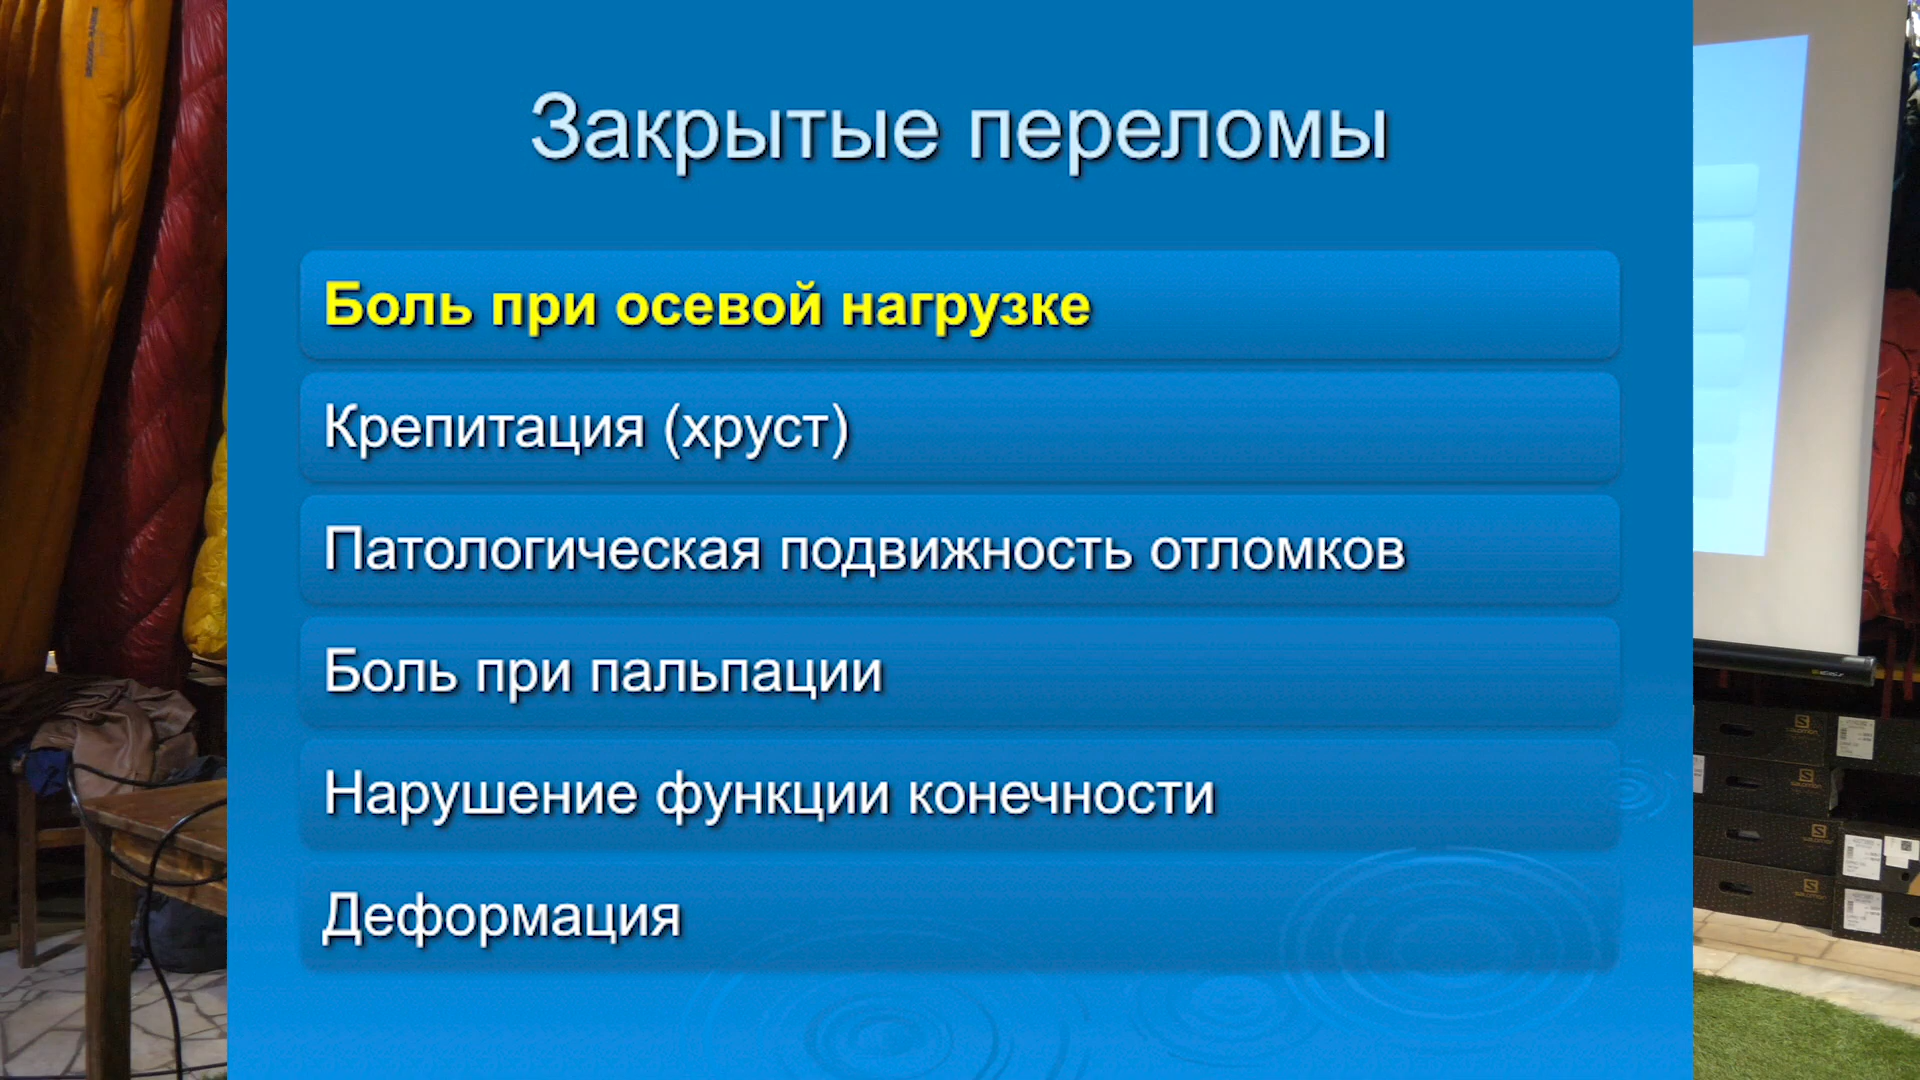 Закрытые переломы
Боль при осевой нагрузке
Крепитация (хруст)
Патологическая подвижность отломков
Боль при пальпации
Нарушение функции конечности
Деформация